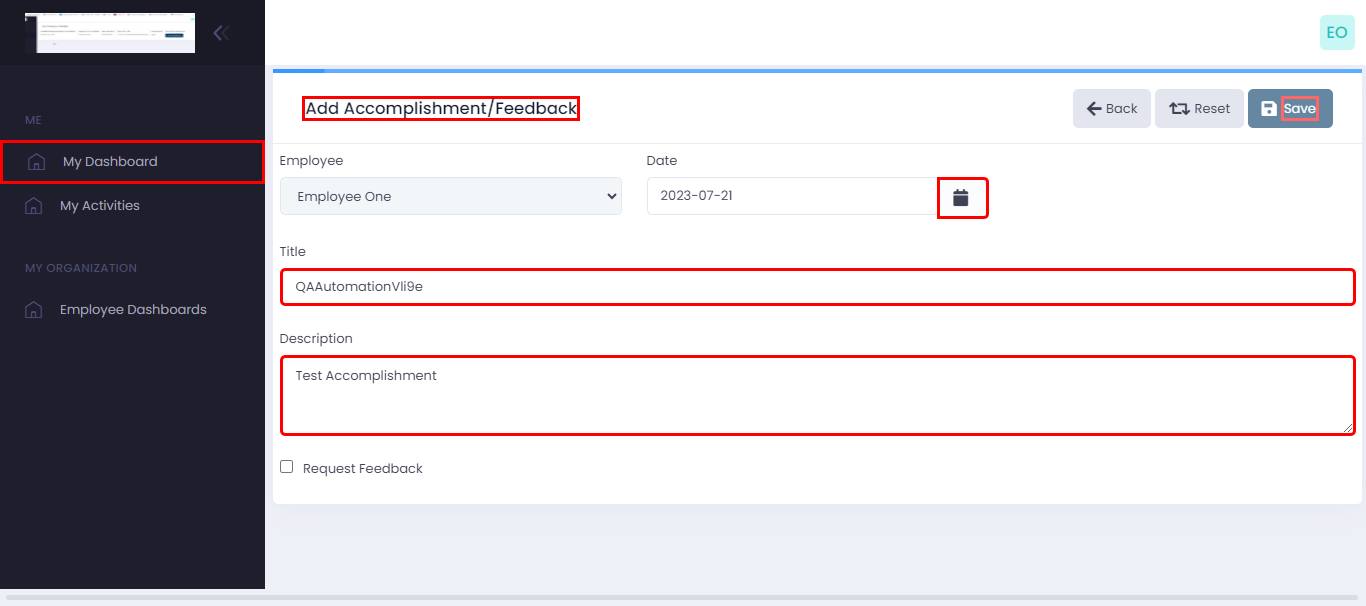 EO
ME
My Dashboard
My Activities
MY ORGANIZATION
Employee Dashboards
Add Accomplishment/Feedback
Back
Reset
Save
Employee
Date
Employee One
2023-07-21
Title
QAAutomationVli9e
Description
Test Accomplishment
Request Feedback